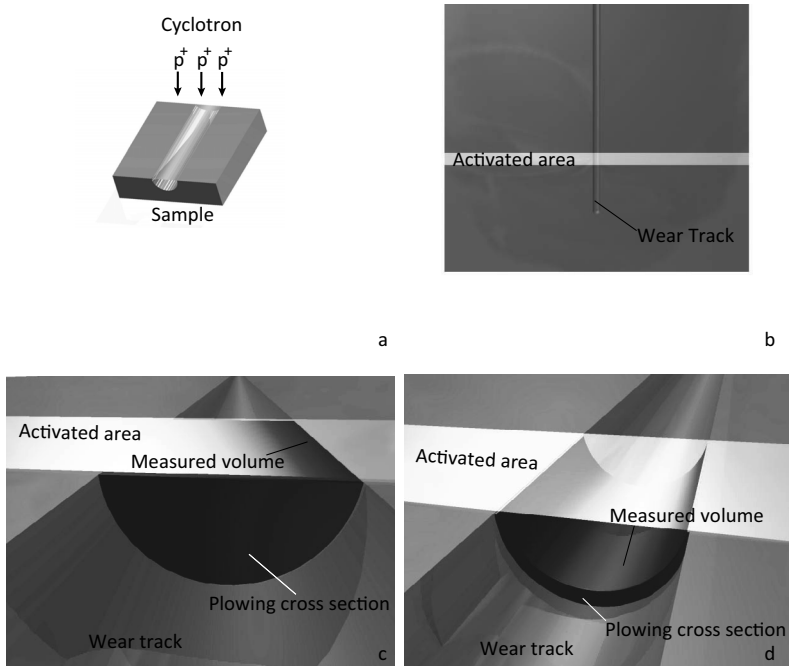 Cyclotron
p+ p+ p+
Sample
a
Activated area
Wear Track
b
Activated area
Measured volume
Plowing cross section
Wear track
c
Activated area
Measured volume
Plowing cross section
Wear track
d